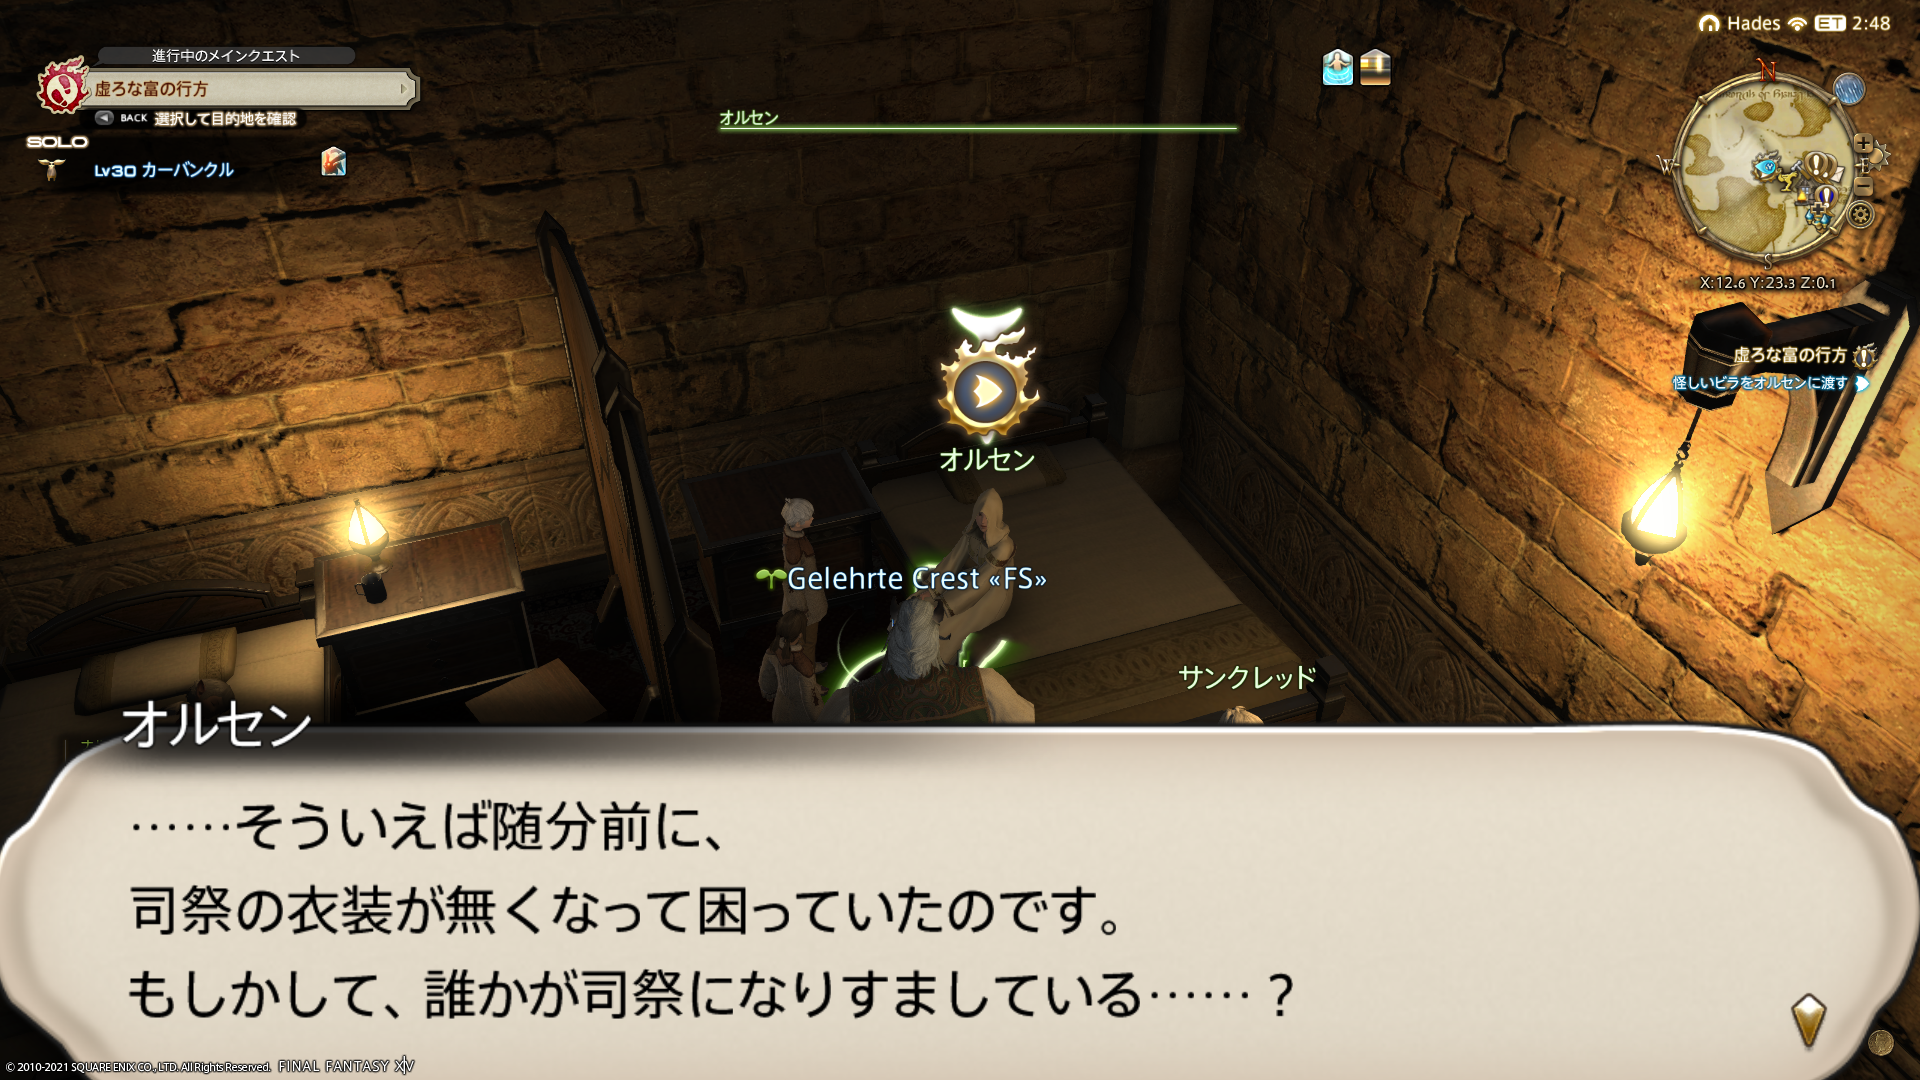 進行中のメインクエスト
虚ろな富の行方
BACK 選択して目的地を確認
SOLO
Lv30 カーバンクル
オルセン
Hades ET 2:48
N
W
E
S
X:12.6 Y:23.3 Z:0.1
虚ろな富の行方
怪しいビラをオルセンに渡す
オルセン
Gelehrte Crest «FS»
サンクレッド
オルセン
……そういえば随分前に、
司祭の衣装が無くなって困っていたのです。
もしかして、誰かが司祭になりすましている……？
© 2010-2021 SQUARE ENIX CO., LTD. All Rights Reserved. FINAL FANTASY XIV